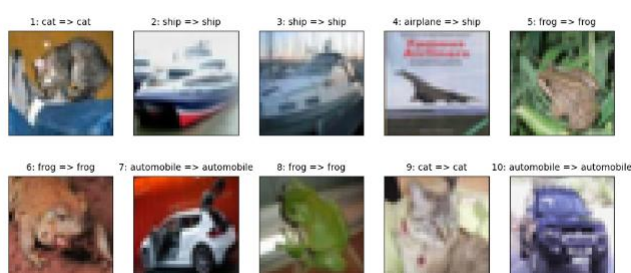 1: cat => cat
2: ship => ship
3: ship => ship
4: airplane => ship
5: frog => frog
6: frog => frog
7: automobile => automobile
8: frog => frog
9: cat => cat
10: automobile => automobile